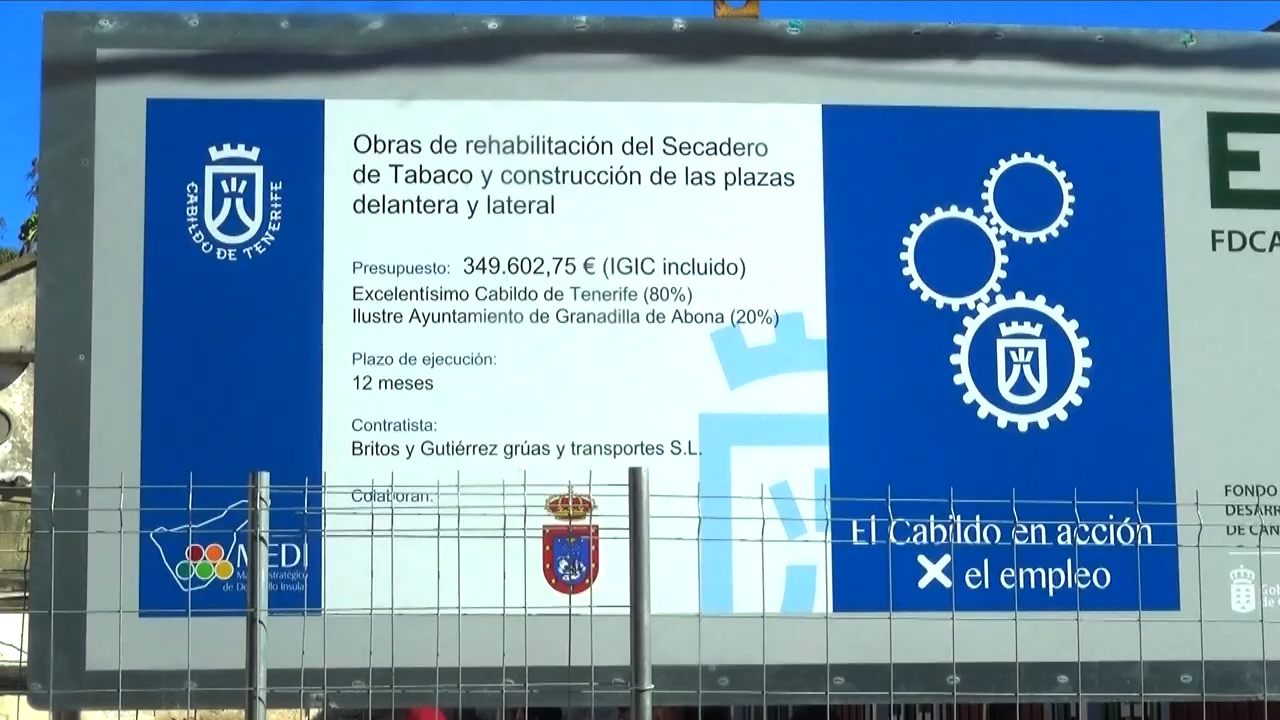 CABILDO DE TENERIFE
Obras de rehabilitación del Secadero
de Tabaco y construcción de las plazas
delantera y lateral
Presupuesto: 349.602,75 € (IGIC incluido)
Excelentísimo Cabildo de Tenerife (80%)
Ilustre Ayuntamiento de Granadilla de Abona (20%)
Plazo de ejecución:
12 meses
Contratista:
Britos y Gutiérrez grúas y transportes S.L.
Colaboran:
MEDI
Estratégico
de Desarrollo Insular
El Cabildo en acción
X el empleo
FDCA
FONDO
DESARR
DE CAN